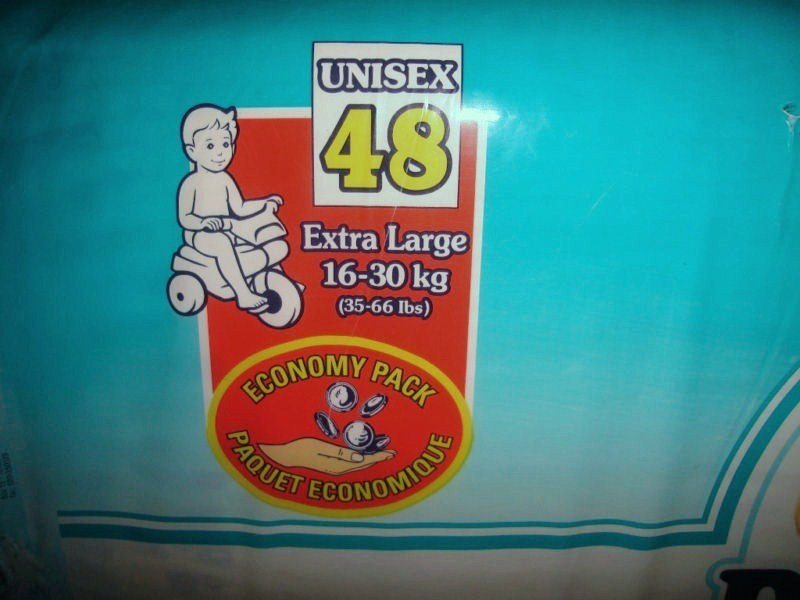 UNISEX
48
Extra Large
16-30 kg
(35-66 lbs)
ECONOMY PACK
PAQUET ECONOMIQUE